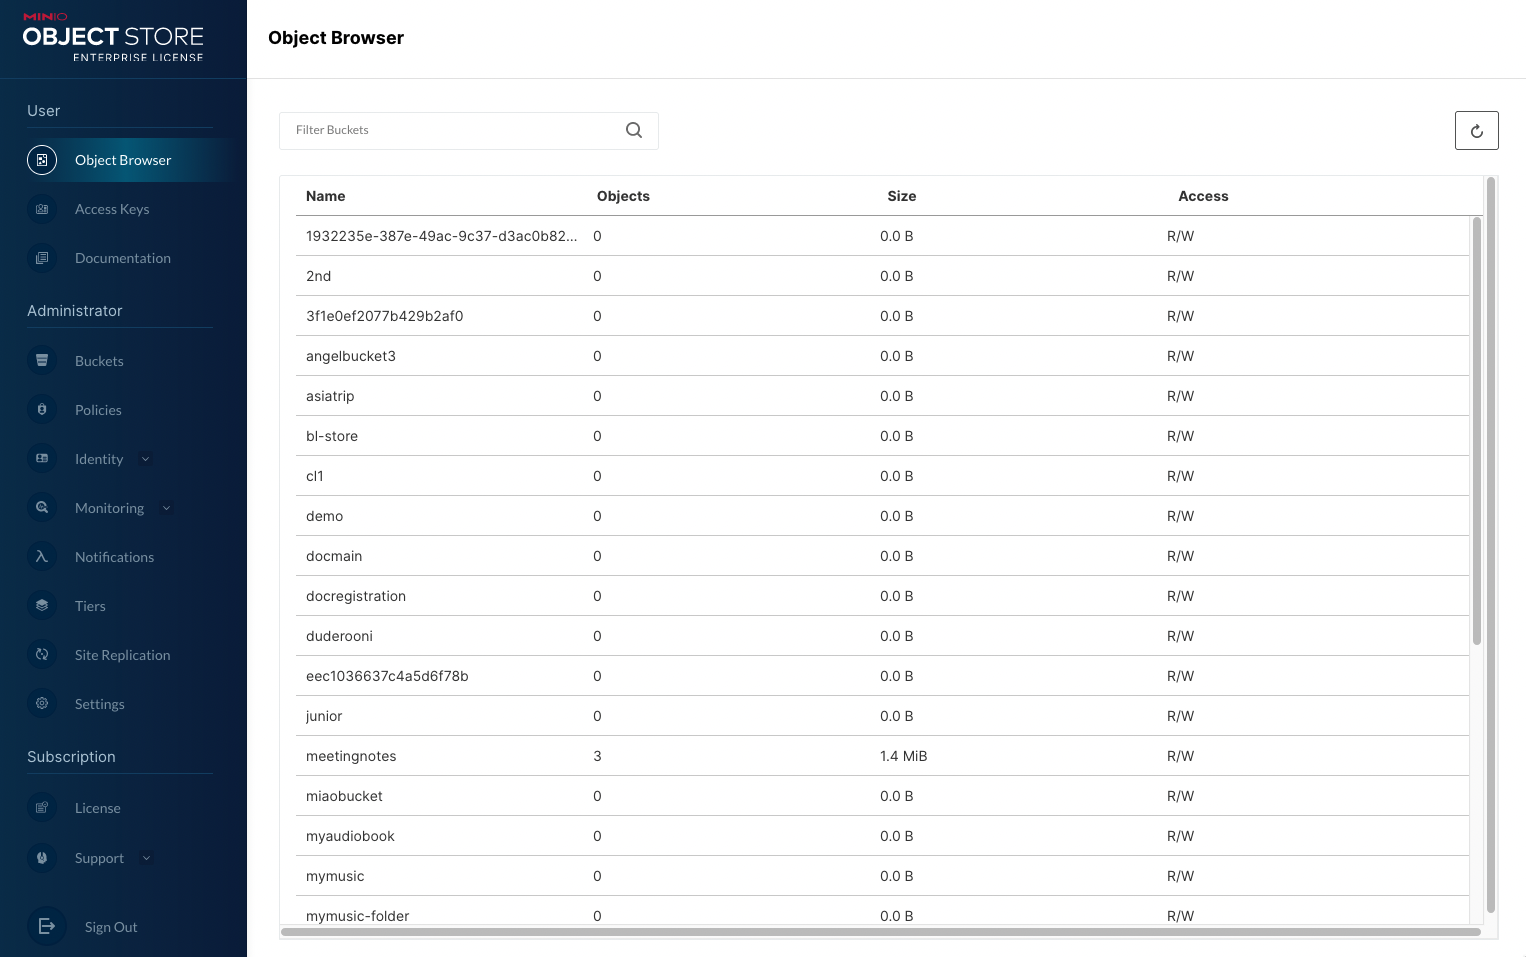 MINIO
OBJECT STORE
ENTERPRISE LICENSE
User
Object Browser
Access Keys
Documentation
Administrator
Buckets
Policies
Identity
Monitoring
Notifications
Tiers
Site Replication
Settings
Subscription
License
Support
Sign Out
Object Browser
Filter Buckets
Name Objects Size Access
1932235e-387e-49ac-9c37-d3ac0b82... 0 0.0 B R/W
2nd 0 0.0 B R/W
3f1e0ef2077b429b2af0 0 0.0 B R/W
angelbucket3 0 0.0 B R/W
asiatrip 0 0.0 B R/W
bl-store 0 0.0 B R/W
cl1 0 0.0 B R/W
demo 0 0.0 B R/W
docmain 0 0.0 B R/W
docregistration 0 0.0 B R/W
duderooni 0 0.0 B R/W
eec1036637c4a5d6f78b 0 0.0 B R/W
junior 0 0.0 B R/W
meetingnotes 3 1.4 MiB R/W
miaobucket 0 0.0 B R/W
myaudiobook 0 0.0 B R/W
mymusic 0 0.0 B R/W
mymusic-folder 0 0.0 B R/W